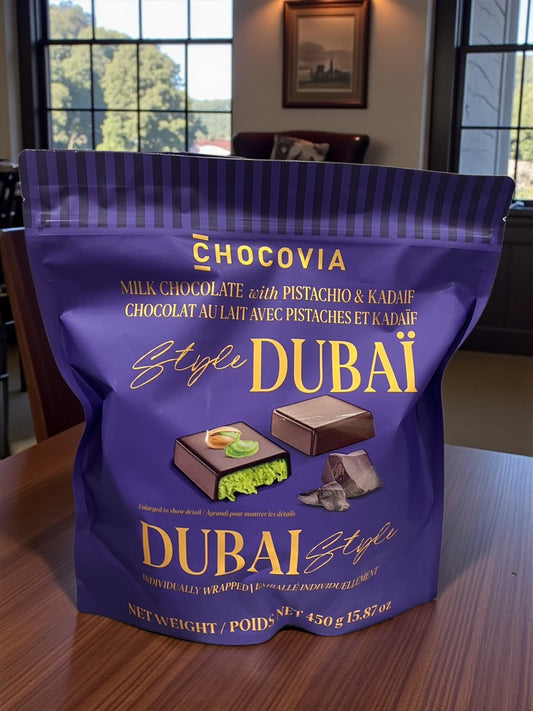 CHOCOVIA
MILK CHOCOLATE with PISTACHIO & KADAIF
CHOCOLAT AU LAIT AVEC PISTACHES ET KADAÏF
Style DUBAÏ
Enlarged to show detail / Agrandi pour montrer les détails
DUBAI Style
INDIVIDUALLY WRAPPED | EMBALLÉ INDIVIDUELLEMENT
NET WEIGHT / POIDS NET 450 g 15.87 oz